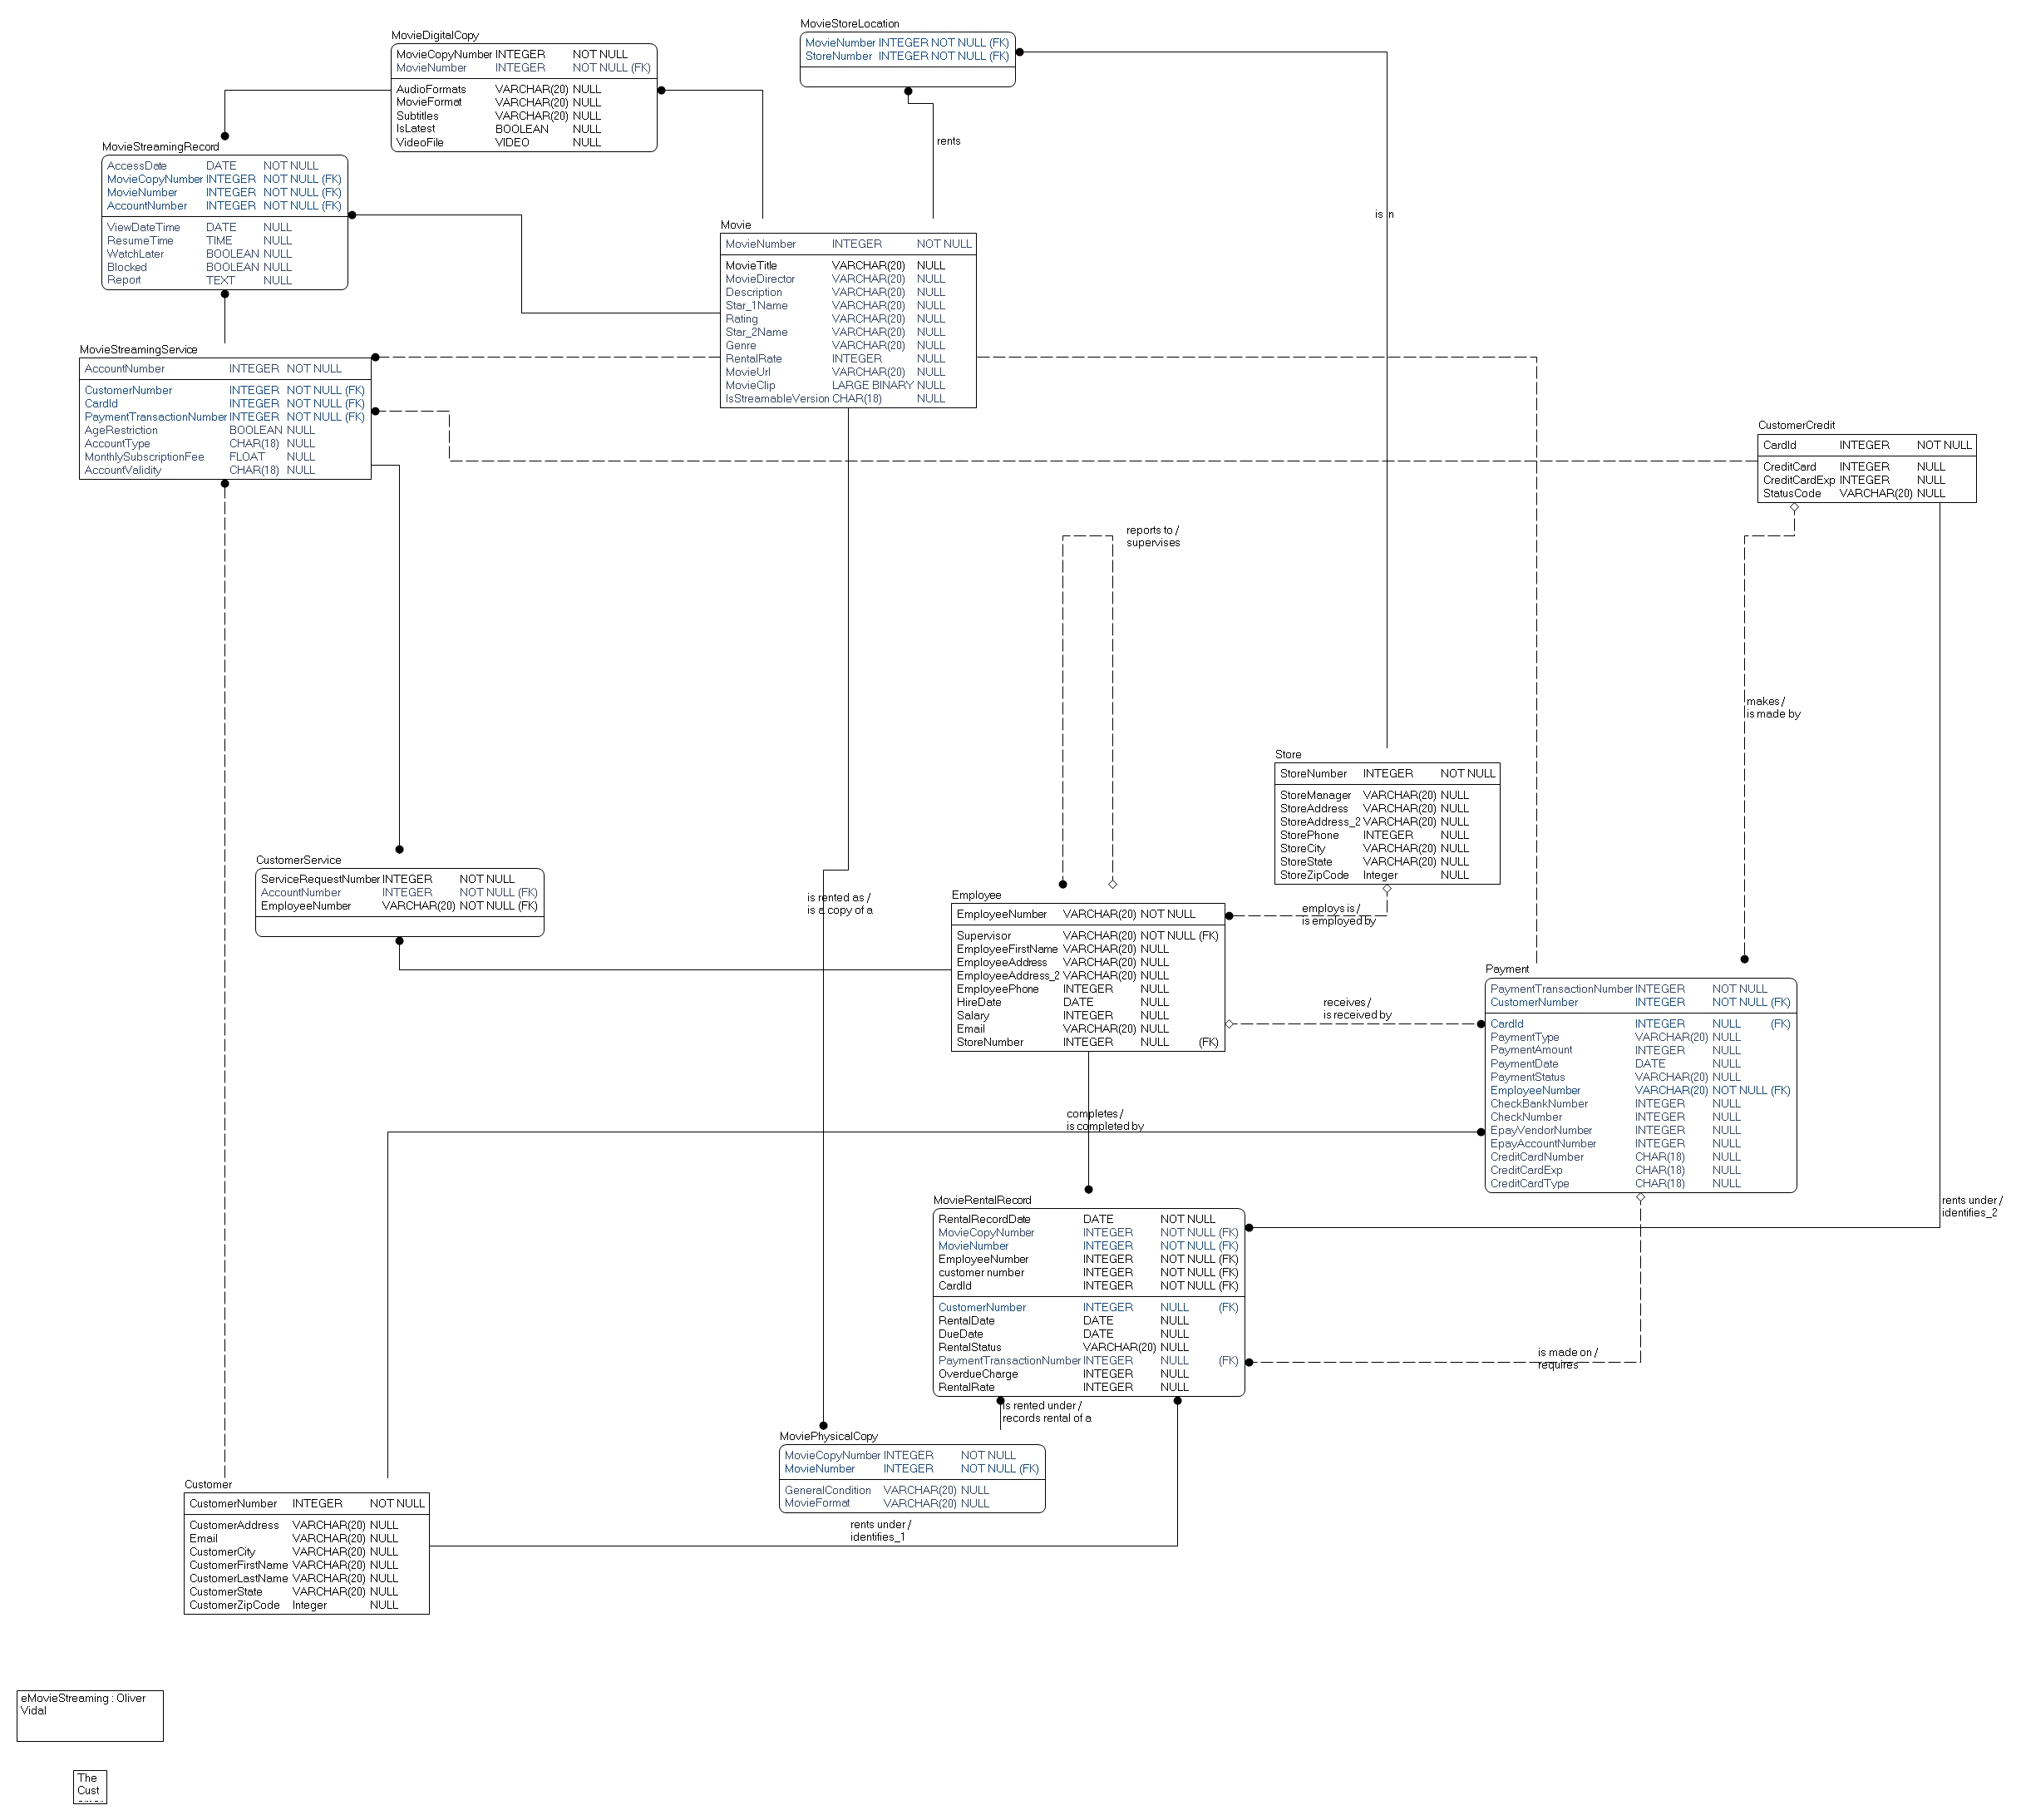 MovieStoreLocation
MovieNumber INTEGER NOT NULL (FK)
StoreNumber INTEGER NOT NULL (FK)
MovieDigitalCopy
MovieCopyNumber INTEGER NOT NULL
MovieNumber INTEGER NOT NULL (FK)
AudioFormats VARCHAR(20) NULL
MovieFormat VARCHAR(20) NULL
Subtitles VARCHAR(20) NULL
IsLatest BOOLEAN NULL
VideoFile VIDEO NULL
rents
MovieStreamingRecord
AccessDate DATE NOT NULL
MovieCopyNumber INTEGER NOT NULL (FK)
MovieNumber INTEGER NOT NULL (FK)
AccountNumber INTEGER NOT NULL (FK)
ViewDateTime DATE NULL
ResumeTime TIME NULL
WatchLater BOOLEAN NULL
Blocked BOOLEAN NULL
Report TEXT NULL
is in
Movie
MovieNumber INTEGER NOT NULL
MovieTitle VARCHAR(20) NULL
MovieDirector VARCHAR(20) NULL
Description VARCHAR(20) NULL
Star_1Name VARCHAR(20) NULL
Rating VARCHAR(20) NULL
Star_2Name VARCHAR(20) NULL
Genre VARCHAR(20) NULL
RentalRate INTEGER NULL
MovieUrl VARCHAR(20) NULL
MovieClip LARGE BINARY NULL
IsStreamableVersion CHAR(18) NULL
MovieStreamingService
AccountNumber INTEGER NOT NULL
CustomerNumber INTEGER NOT NULL (FK)
CardId INTEGER NOT NULL (FK)
PaymentTransactionNumber INTEGER NOT NULL (FK)
AgeRestriction BOOLEAN NULL
AccountType CHAR(18) NULL
MonthlySubscriptionFee FLOAT NULL
AccountValidity CHAR(18) NULL
CustomerCredit
CardId INTEGER NOT NULL
CreditCard INTEGER NULL
CreditCardExp INTEGER NULL
StatusCode VARCHAR(20) NULL
reports to /
supervises
makes /
is made by
Store
StoreNumber INTEGER NOT NULL
StoreManager VARCHAR(20) NULL
StoreAddress VARCHAR(20) NULL
StoreAddress_2 VARCHAR(20) NULL
StorePhone INTEGER NULL
StoreCity VARCHAR(20) NULL
StoreState VARCHAR(20) NULL
StoreZipCode Integer NULL
CustomerService
ServiceRequestNumber INTEGER NOT NULL
AccountNumber INTEGER NOT NULL (FK)
EmployeeNumber VARCHAR(20) NOT NULL (FK)
is rented as /
is a copy of a
Employee
EmployeeNumber VARCHAR(20) NOT NULL
Supervisor VARCHAR(20) NOT NULL (FK)
EmployeeFirstName VARCHAR(20) NULL
EmployeeAddress VARCHAR(20) NULL
EmployeeAddress_2 VARCHAR(20) NULL
EmployeePhone INTEGER NULL
HireDate DATE NULL
Salary INTEGER NULL
Email VARCHAR(20) NULL
StoreNumber INTEGER NULL (FK)
employs is /
is employed by
receives /
is received by
Payment
PaymentTransactionNumber INTEGER NOT NULL
CustomerNumber INTEGER NOT NULL (FK)
CardId INTEGER NULL (FK)
PaymentType VARCHAR(20) NULL
PaymentAmount INTEGER NULL
PaymentDate DATE NULL
PaymentStatus VARCHAR(20) NULL
EmployeeNumber VARCHAR(20) NOT NULL (FK)
CheckBankNumber INTEGER NULL
CheckNumber INTEGER NULL
EpayVendorNumber INTEGER NULL
EpayAccountNumber INTEGER NULL
CreditCardNumber CHAR(18) NULL
CreditCardExp CHAR(18) NULL
CreditCardType CHAR(18) NULL
completes /
is completed by
rents under /
identifies_2
MovieRentalRecord
RentalRecordDate DATE NOT NULL
MovieCopyNumber INTEGER NOT NULL (FK)
MovieNumber INTEGER NOT NULL (FK)
EmployeeNumber INTEGER NOT NULL (FK)
customer number INTEGER NOT NULL (FK)
CardId INTEGER NOT NULL (FK)
CustomerNumber INTEGER NULL (FK)
RentalDate DATE NULL
DueDate DATE NULL
RentalStatus VARCHAR(20) NULL
PaymentTransactionNumber INTEGER NULL (FK)
OverdueCharge INTEGER NULL
RentalRate INTEGER NULL
is made on /
requires
is rented under /
records rental of a
MoviePhysicalCopy
MovieCopyNumber INTEGER NOT NULL
MovieNumber INTEGER NOT NULL (FK)
GeneralCondition VARCHAR(20) NULL
MovieFormat VARCHAR(20) NULL
rents under /
identifies_1
Customer
CustomerNumber INTEGER NOT NULL
CustomerAddress VARCHAR(20) NULL
Email VARCHAR(20) NULL
CustomerCity VARCHAR(20) NULL
CustomerFirstName VARCHAR(20) NULL
CustomerLastName VARCHAR(20) NULL
CustomerState VARCHAR(20) NULL
CustomerZipCode Integer NULL
eMovieStreaming : Oliver
Vidal
The
Cust